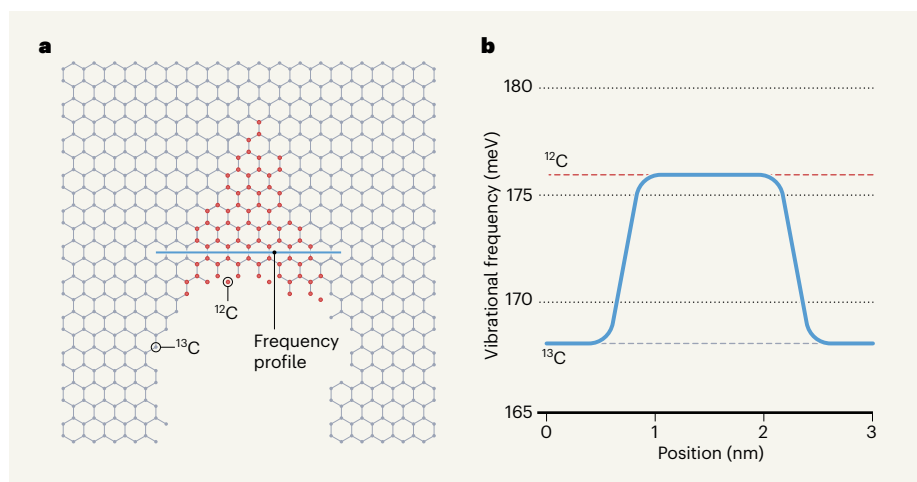 a
¹²C
¹³C
Frequency
profile
b
Vibrational frequency (meV)
180
¹²C
175
170
¹³C
165
0 1 2 3
Position (nm)